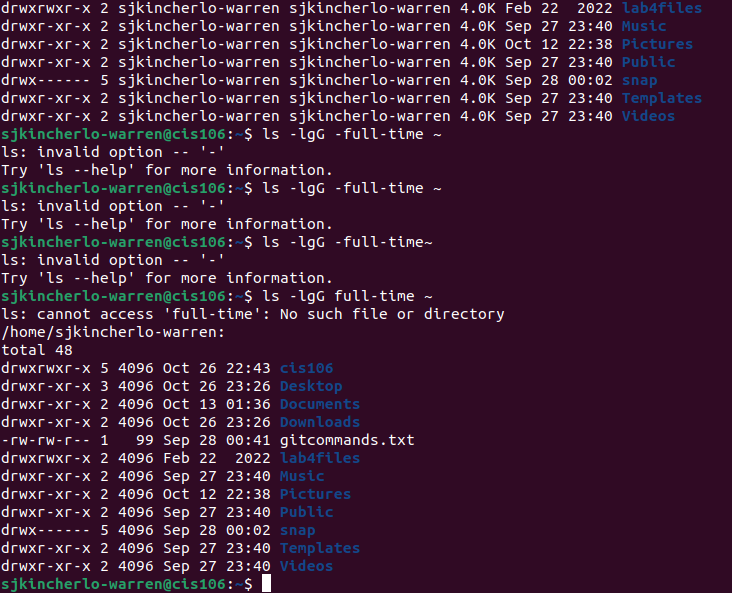 drwxrwxr-x 2 sjkincherlo-warren sjkincherlo-warren 4.0K Feb 22  2022 lab4files
drwxr-xr-x 2 sjkincherlo-warren sjkincherlo-warren 4.0K Sep 27 23:40 Music
drwxr-xr-x 2 sjkincherlo-warren sjkincherlo-warren 4.0K Oct 12 22:38 Pictures
drwxr-xr-x 2 sjkincherlo-warren sjkincherlo-warren 4.0K Sep 27 23:40 Public
drwx------ 5 sjkincherlo-warren sjkincherlo-warren 4.0K Sep 28 00:02 snap
drwxr-xr-x 2 sjkincherlo-warren sjkincherlo-warren 4.0K Sep 27 23:40 Templates
drwxr-xr-x 2 sjkincherlo-warren sjkincherlo-warren 4.0K Sep 27 23:40 Videos
sjkincherlo-warren@cis106:~$ ls -lgG -full-time ~
ls: invalid option -- '-'
Try 'ls --help' for more information.
sjkincherlo-warren@cis106:~$ ls -lgG -full-time ~
ls: invalid option -- '-'
Try 'ls --help' for more information.
sjkincherlo-warren@cis106:~$ ls -lgG -full-time~
ls: invalid option -- '-'
Try 'ls --help' for more information.
sjkincherlo-warren@cis106:~$ ls -lgG full-time ~
ls: cannot access 'full-time': No such file or directory
/home/sjkincherlo-warren:
total 48
drwxrwxr-x 5 4096 Oct 26 22:43 cis106
drwxr-xr-x 3 4096 Oct 26 23:26 Desktop
drwxr-xr-x 2 4096 Oct 13 01:36 Documents
drwxr-xr-x 2 4096 Oct 26 23:26 Downloads
-rw-rw-r-- 1   99 Sep 28 00:41 gitcommands.txt
drwxrwxr-x 2 4096 Feb 22  2022 lab4files
drwxr-xr-x 2 4096 Sep 27 23:40 Music
drwxr-xr-x 2 4096 Oct 12 22:38 Pictures
drwxr-xr-x 2 4096 Sep 27 23:40 Public
drwx------ 5 4096 Sep 28 00:02 snap
drwxr-xr-x 2 4096 Sep 27 23:40 Templates
drwxr-xr-x 2 4096 Sep 27 23:40 Videos
sjkincherlo-warren@cis106:~$